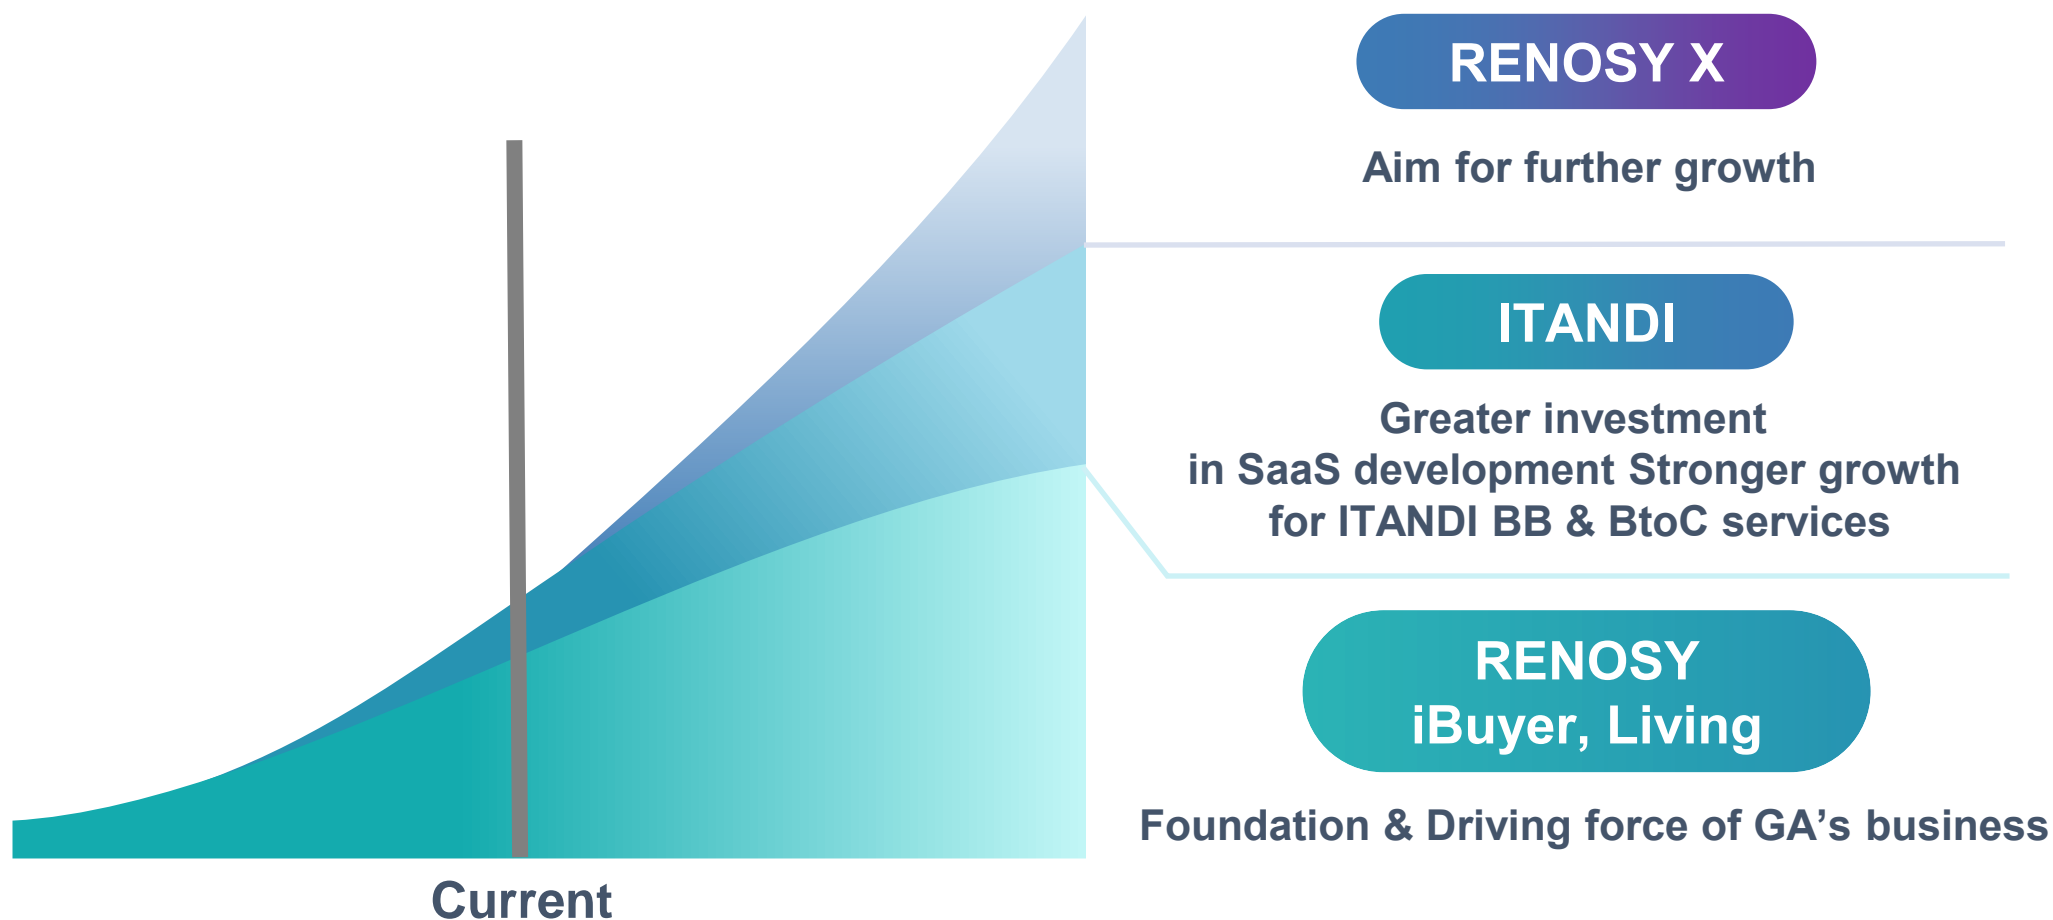 RENOSY X
Aim for further growth
ITANDI
Greater investment
in SaaS development Stronger growth
for ITANDI BB & BtoC services
RENOSY
iBuyer, Living
Foundation & Driving force of GA’s business
Current